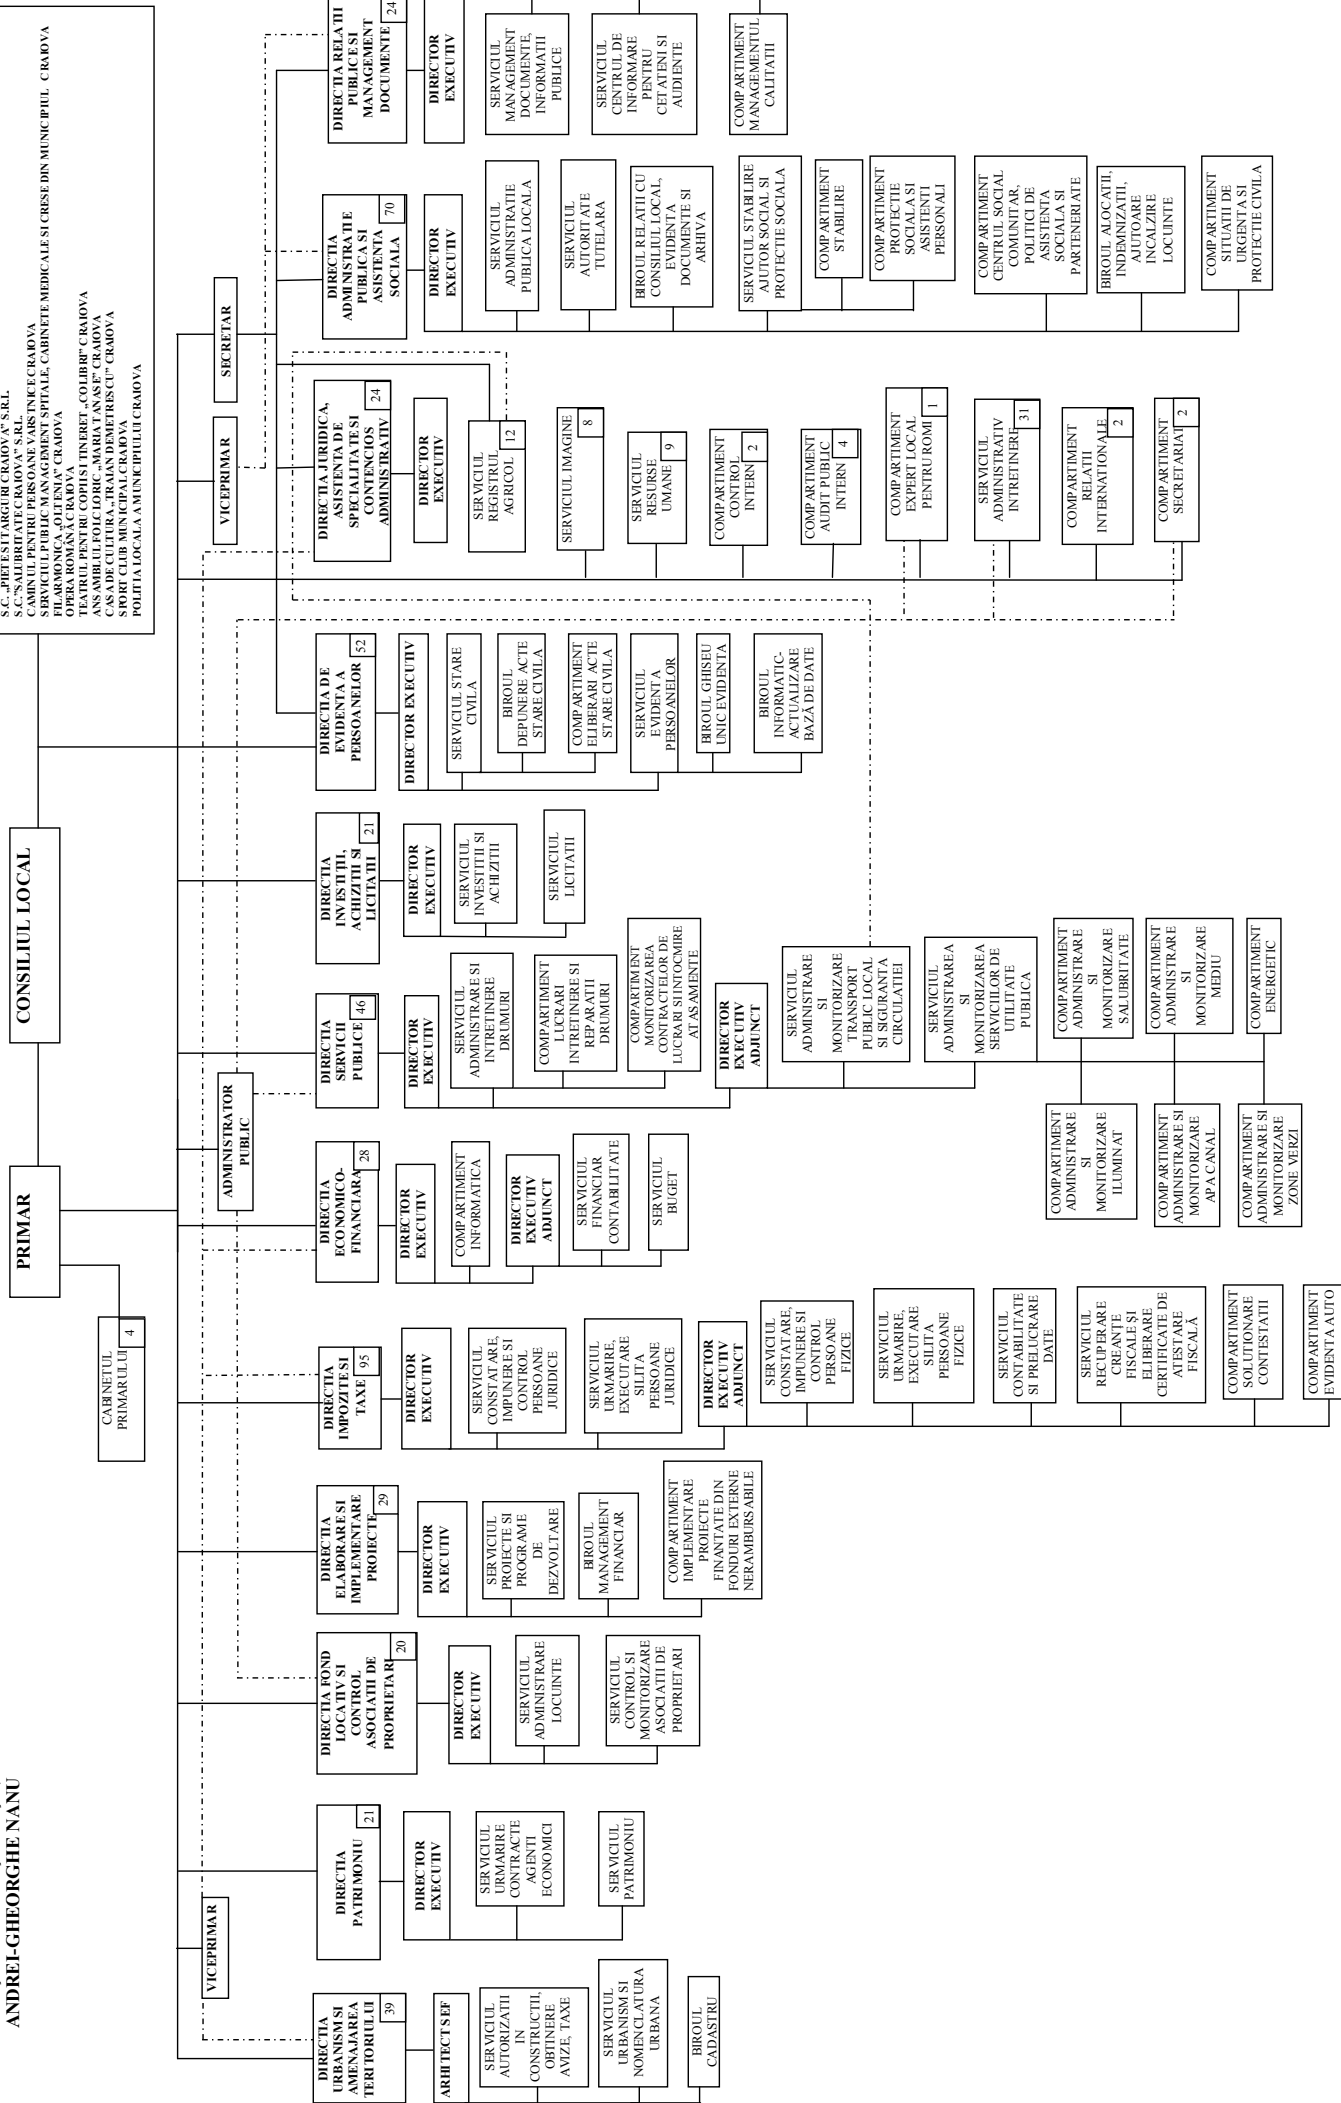 ANDREI-GHEORGHE NANU
S.C. „PIETE SI TARGURI CRAIOVA” S.R.L.
S.C.”SALUBRITATE CRAIOVA” S.R.L.
CAMINUL PENTRU PERSOANE VARSTNICE CRAIOVA
SERVICIUL PUBLIC MANAGEMENT SPITALE, CABINETE MEDICALE SI CRESE DIN MUNICIPIUL CRAIOVA
FILARMONICA „OLTENIA” CRAIOVA
OPERA ROMÂNĂ CRAIOVA
TEATRUL PENTRU COPII SI TINERET „COLIBRI” CRAIOVA
ANSAMBLUL FOLCLORIC „MARIA TANASE” CRAIOVA
CASA DE CULTURA „TRAIAN DEMETRESCU” CRAIOVA
SPORT CLUB MUNICIPAL CRAIOVA
POLITIA LOCALA A MUNICIPIULUI CRAIOVA
PRIMAR
CONSILIUL LOCAL
CABINETUL
PRIMARULUI
4
VICEPRIMAR
ADMINISTRATOR
PUBLIC
VICEPRIMAR
SECRETAR
DIRECTIA
URBANISM SI
AMENAJAREA
TERITORIULUI
39
ARHITECT SEF
SERVICIUL
AUTORIZATII
IN
CONSTRUCTII,
OBTINERE
AVIZE, TAXE
SERVICIUL
URBANISM SI
NOMENCLATURA
URBANA
BIROUL
CADASTRU
DIRECTIA
PATRIMONIU
21
DIRECTOR
EXECUTIV
SERVICIUL
URMARIRE
CONTRACTE
AGENTI
ECONOMICI
SERVICIUL
PATRIMONIU
DIRECTIA FOND
LOCATIV SI
CONTROL
ASOCIATII DE
PROPRIETARI
20
DIRECTOR
EXECUTIV
SERVICIUL
ADMINISTRARE
LOCUINTE
SERVICIUL
CONTROL SI
MONITORIZARE
ASOCIATII DE
PROPRIETARI
DIRECTIA
ELABORARE SI
IMPLEMENTARE
PROIECTE
29
DIRECTOR
EXECUTIV
SERVICIUL
PROIECTE SI
PROGRAME
DE
DEZVOLTARE
BIROUL
MANAGEMENT
FINANCIAR
COMPARTIMENT
IMPLEMENTARE
PROIECTE
FINANTATE DIN
FONDURI EXTERNE
NERAMBURSABILE
DIRECTIA
IMPOZITE SI
TAXE
95
DIRECTOR
EXECUTIV
SERVICIUL
CONSTATARE,
IMPUNERE SI
CONTROL
PERSOANE
JURIDICE
SERVICIUL
URMARIRE,
EXECUTARE
SILITA
PERSOANE
JURIDICE
DIRECTOR
EXECUTIV
ADJUNCT
SERVICIUL
CONSTATARE,
IMPUNERE SI
CONTROL
PERSOANE
FIZICE
SERVICIUL
URMARIRE,
EXECUTARE
SILITA
PERSOANE
FIZICE
SERVICIUL
CONTABILITATE
SI PRELUCRARE
DATE
SERVICIUL
RECUPERARE
CREANȚE
FISCALE ȘI
ELIBERARE
CERTIFICATE DE
ATESTARE
FISCALĂ
COMPARTIMENT
SOLUTIONARE
CONTESTATII
COMPARTIMENT
EVIDENTA AUTO
DIRECTIA
ECONOMICO-
FINANCIARA
28
DIRECTOR
EXECUTIV
COMPARTIMENT
INFORMATICA
DIRECTOR
EXECUTIV
ADJUNCT
SERVICIUL
FINANCIAR
CONTABILITATE
SERVICIUL
BUGET
DIRECTIA
SERVICII
PUBLICE
46
DIRECTOR
EXECUTIV
SERVICIUL
ADMINISTRARE SI
INTRETINERE
DRUMURI
COMPARTIMENT
LUCRARI
INTRETINERE SI
REPARATII
DRUMURI
COMPARTIMENT
MONITORIZAREA
CONTRACTELOR DE
LUCRARI SI INTOCMIRE
ATASAMENTE
DIRECTOR
EXECUTIV
ADJUNCT
SERVICIUL
ADMINISTRARE
SI
MONITORIZARE
TRANSPORT
PUBLIC LOCAL
SI SIGURANTA
CIRCULATIEI
SERVICIUL
ADMINISTRAREA
SI
MONITORIZAREA
SERVICIILOR DE
UTILITATE
PUBLICA
COMPARTIMENT
ADMINISTRARE
SI
MONITORIZARE
ILUMINAT
COMPARTIMENT
ADMINISTRARE SI
MONITORIZARE
APA CANAL
COMPARTIMENT
ADMINISTRARE SI
MONITORIZARE
ZONE VERZI
COMPARTIMENT
ADMINISTRARE
SI
MONITORIZARE
SALUBRITATE
COMPARTIMENT
ADMINISTRARE
SI
MONITORIZARE
MEDIU
COMPARTIMENT
ENERGETIC
DIRECTIA
INVESTIȚII,
ACHIZITII SI
LICITATII
21
DIRECTOR
EXECUTIV
SERVICIUL
INVESTITII SI
ACHIZITII
SERVICIUL
LICITATII
DIRECTIA DE
EVIDENTA A
PERSOANELOR
52
DIRECTOR EXECUTIV
SERVICIUL STARE
CIVILA
BIROUL
DEPUNERE ACTE
STARE CIVILA
COMPARTIMENT
ELIBERARI ACTE
STARE CIVILA
SERVICIUL
EVIDENTA
PERSOANELOR
BIROUL GHISEU
UNIC EVIDENTA
BIROUL
INFORMATIC-
ACTUALIZARE
BAZĂ DE DATE
DIRECTIA JURIDICA,
ASISTENTA DE
SPECIALITATE SI
CONTENCIOS
ADMINISTRATIV
24
DIRECTOR
EXECUTIV
SERVICIUL
REGISTRUL
AGRICOL
12
SERVICIUL IMAGINE
8
SERVICIUL
RESURSE
UMANE
9
COMPARTIMENT
CONTROL
INTERN
2
COMPARTIMENT
AUDIT PUBLIC
INTERN
4
COMPARTIMENT
EXPERT LOCAL
PENTRU ROMI
1
SERVICIUL
ADMINISTRATIV
INTRETINERE
31
COMPARTIMENT
RELATII
INTERNATIONALE
2
COMPARTIMENT
SECRETARIAT
2
DIRECTIA
ADMINISTRATIE
PUBLICA SI
ASISTENTA
SOCIALA
70
DIRECTOR
EXECUTIV
SERVICIUL
ADMINISTRATIE
PUBLICA LOCALA
SERVICIUL
AUTORITATE
TUTELARA
BIROUL RELATII CU
CONSILIUL LOCAL,
EVIDENTA
DOCUMENTE SI
ARHIVA
SERVICIUL STABILIRE
AJUTOR SOCIAL SI
PROTECTIE SOCIALA
COMPARTIMENT
STABILIRE
COMPARTIMENT
PROTECTIE
SOCIALA SI
ASISTENTI
PERSONALI
COMPARTIMENT
CENTRUL SOCIAL
COMUNITAR,
POLITICI DE
ASISTENTA
SOCIALA SI
PARTENERIATE
BIROUL ALOCATII,
INDEMNIZATII,
AJUTOARE
INCALZIRE
LOCUINTE
COMPARTIMENT
SITUATII DE
URGENTA SI
PROTECTIE CIVILA
DIRECTIA RELATII
PUBLICE SI
MANAGEMENT
DOCUMENTE
24
DIRECTOR
EXECUTIV
SERVICIUL
MANAGEMENT
DOCUMENTE,
INFORMATII
PUBLICE
SERVICIUL
CENTRUL DE
INFORMARE
PENTRU
CETATENI SI
AUDIENTE
COMPARTIMENT
MANAGEMENTUL
CALITATII